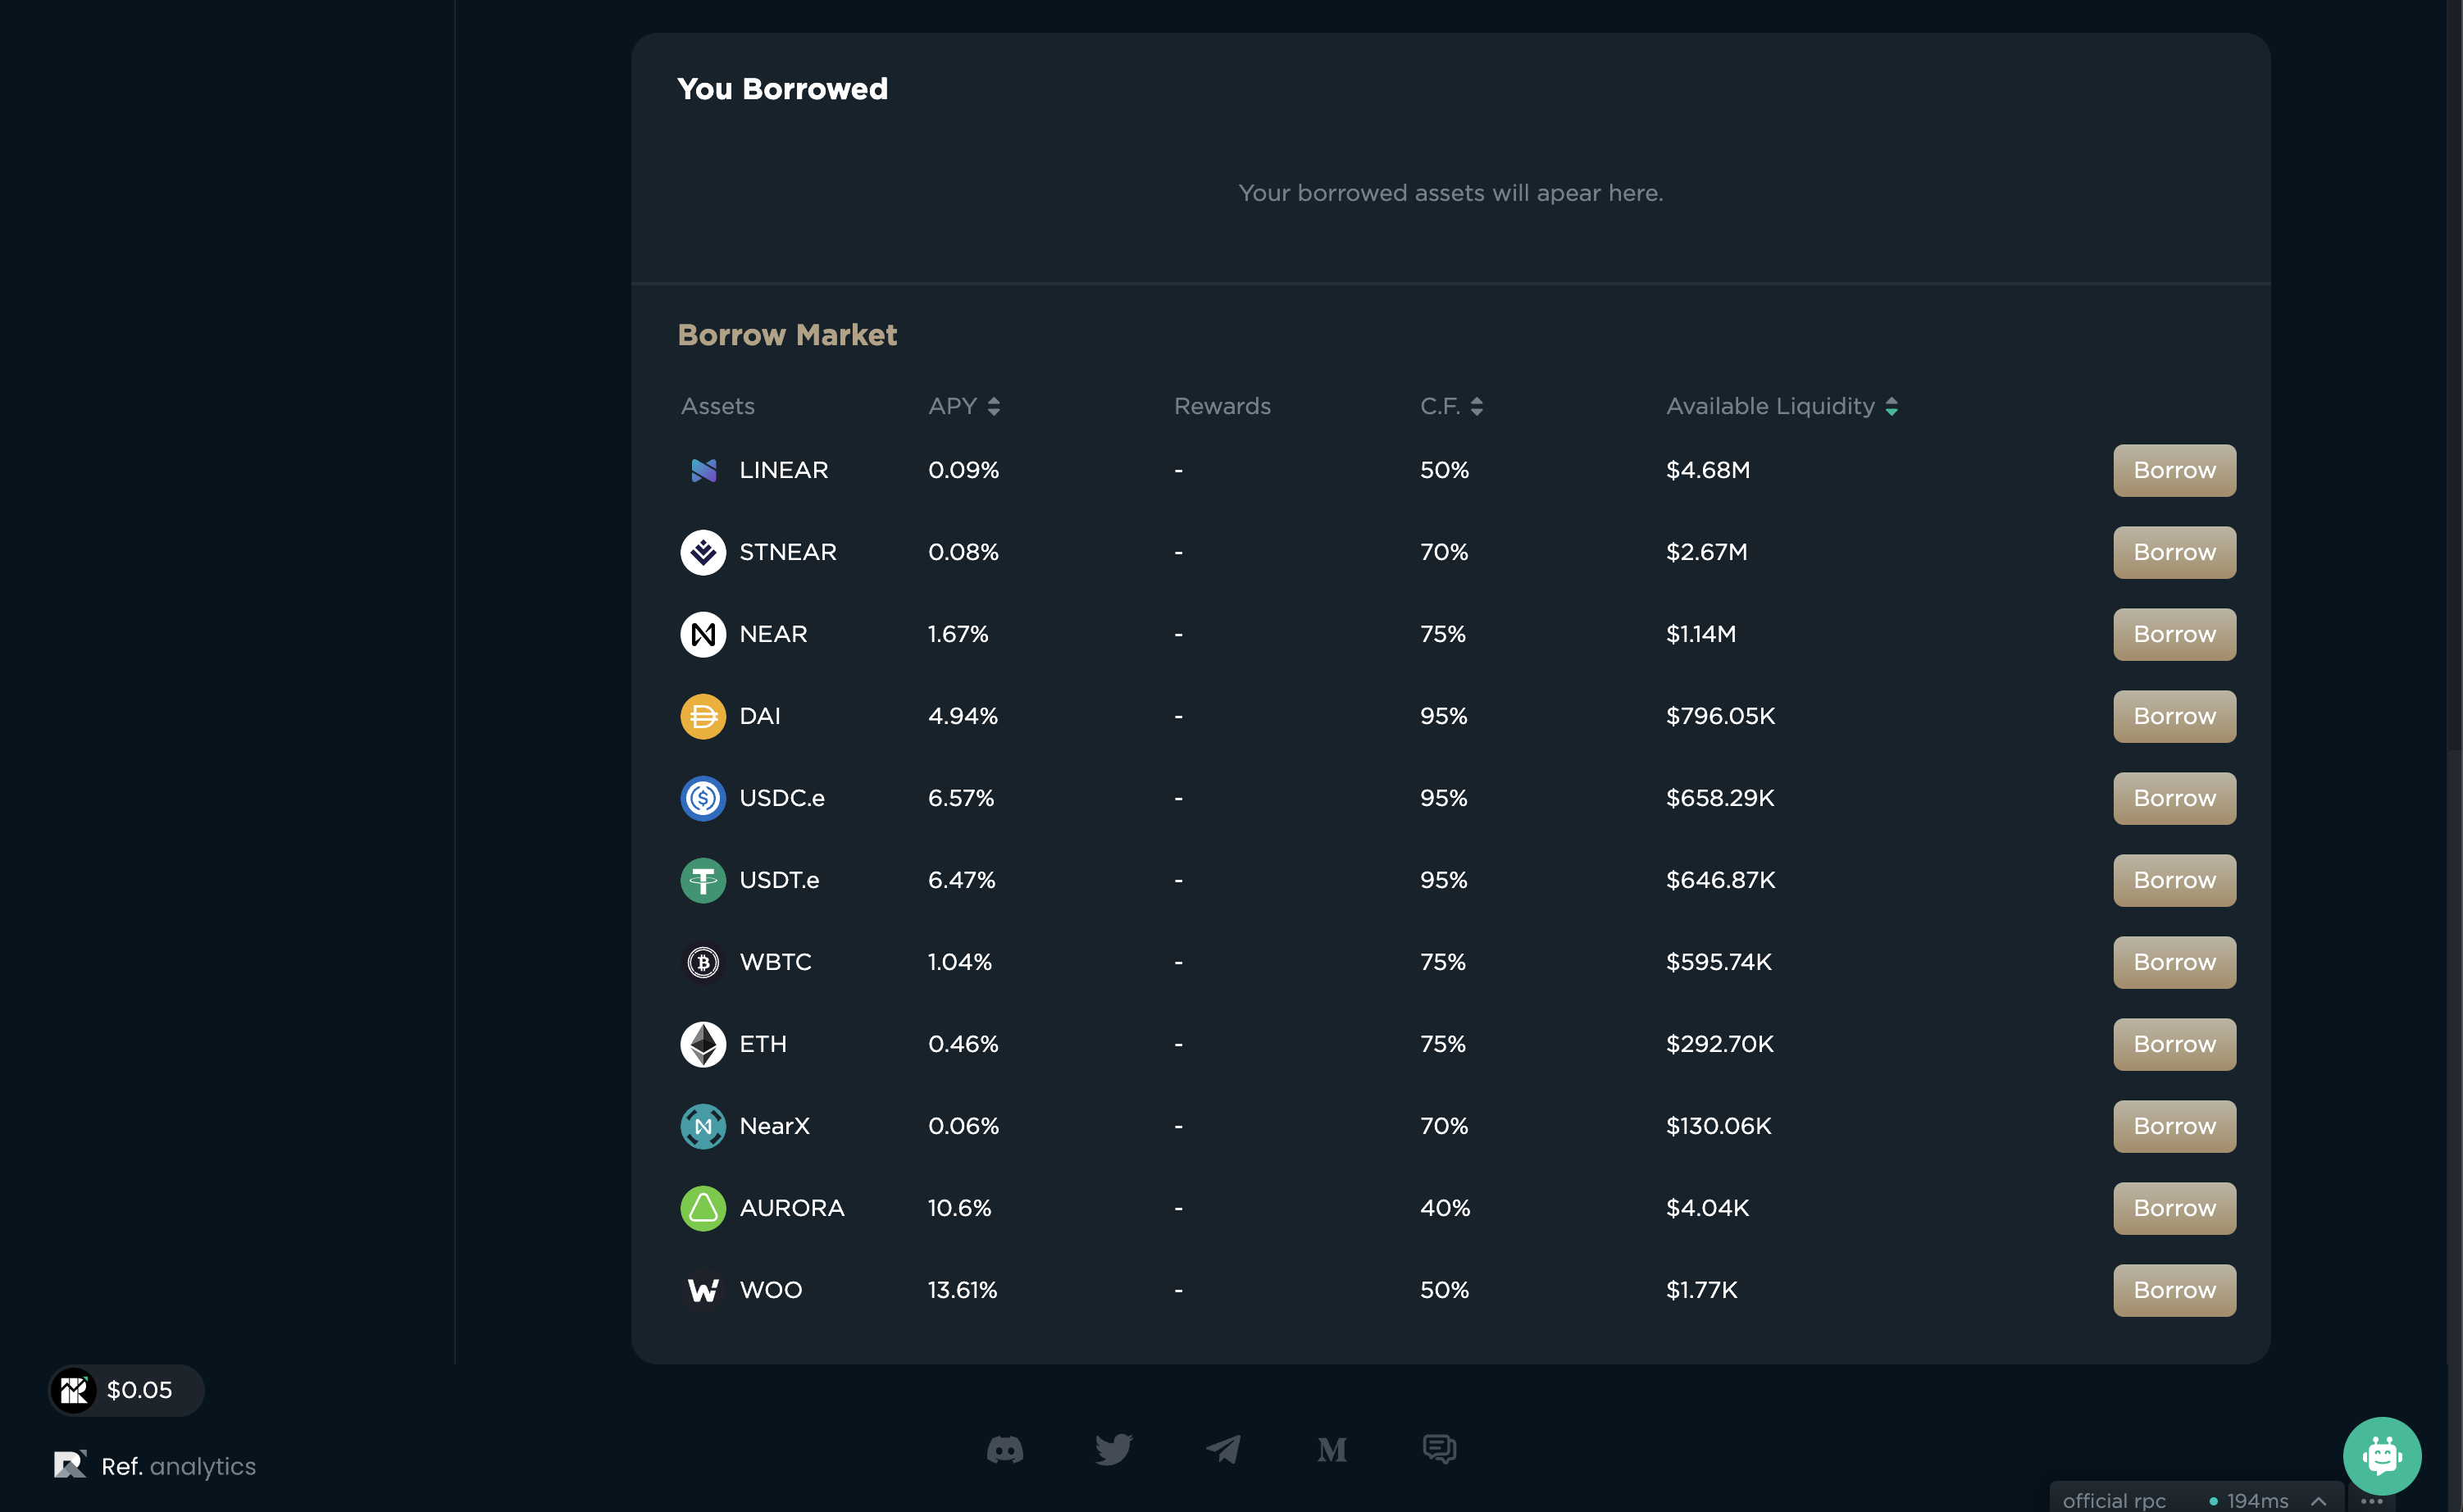 You Borrowed
Your borrowed assets will apear here.
Borrow Market
Assets APY Rewards C.F. Available Liquidity
LINEAR 0.09% - 50% $4.68M Borrow
STNEAR 0.08% - 70% $2.67M Borrow
NEAR 1.67% - 75% $1.14M Borrow
DAI 4.94% - 95% $796.05K Borrow
USDC.e 6.57% - 95% $658.29K Borrow
USDT.e 6.47% - 95% $646.87K Borrow
WBTC 1.04% - 75% $595.74K Borrow
ETH 0.46% - 75% $292.70K Borrow
NearX 0.06% - 70% $130.06K Borrow
AURORA 10.6% - 40% $4.04K Borrow
WOO 13.61% - 50% $1.77K Borrow
$0.05
Ref. analytics
official rpc 194ms